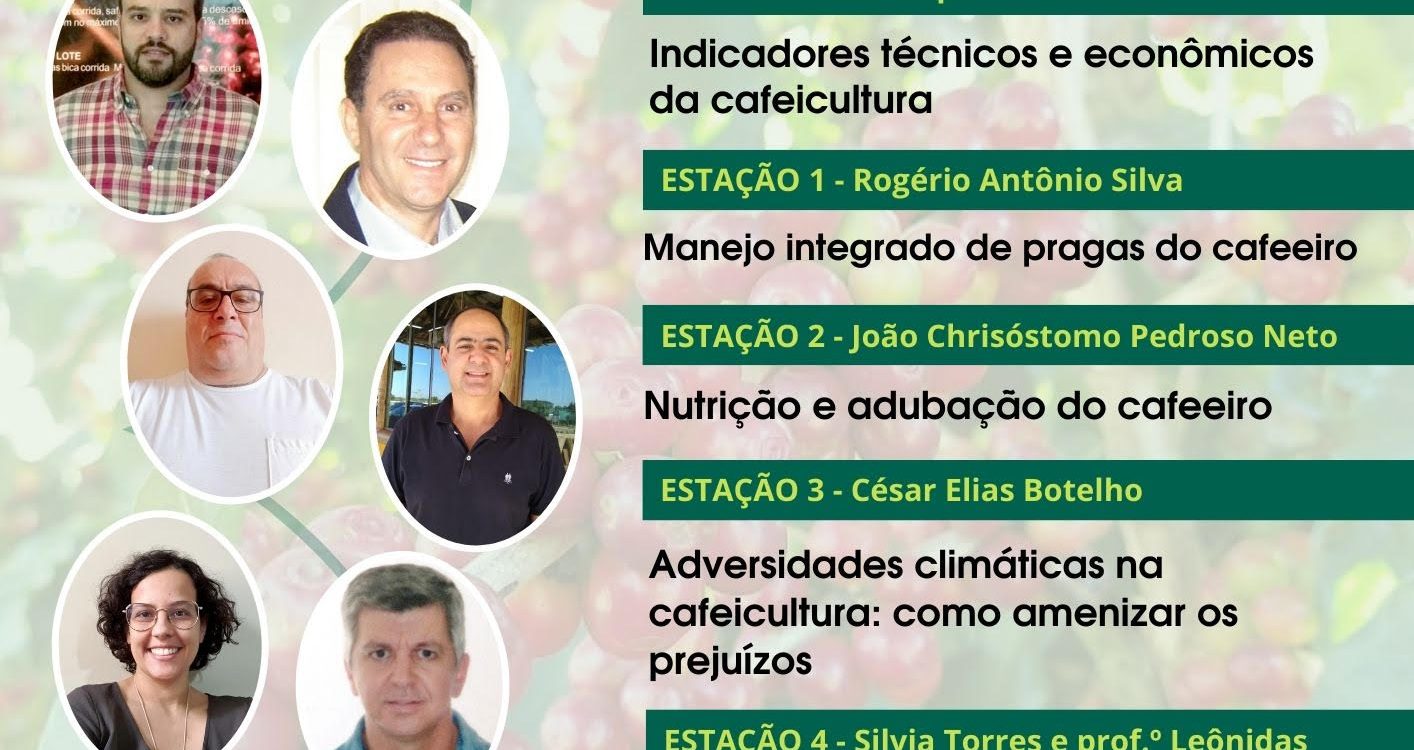 LOTE
Indicadores técnicos e econômicos
da cafeicultura
ESTAÇÃO 1 - Rogério Antônio Silva
Manejo integrado de pragas do cafeeiro
ESTAÇÃO 2 - João Chrisóstomo Pedroso Neto
Nutrição e adubação do cafeeiro
ESTAÇÃO 3 - César Elias Botelho
Adversidades climáticas na
cafeicultura: como amenizar os
prejuízos
ESTAÇÃO 4 - Silvia Torres e prof.º Leônidas